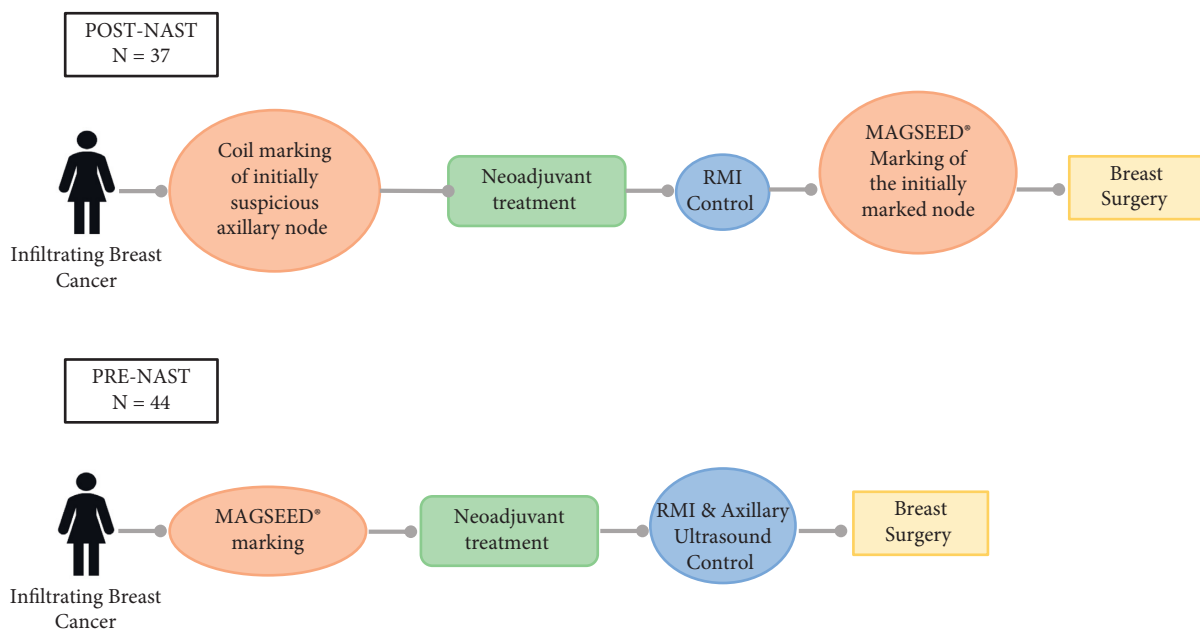 POST-NAST
N = 37
Infiltrating Breast
Cancer
Coil marking
of initially
suspicious
axillary node
Neoadjuvant
treatment
RMI
Control
MAGSEED®
Marking of
the initially
marked node
Breast
Surgery
PRE-NAST
N = 44
Infiltrating Breast
Cancer
MAGSEED®
marking
Neoadjuvant
treatment
RMI & Axillary
Ultrasound
Control
Breast
Surgery